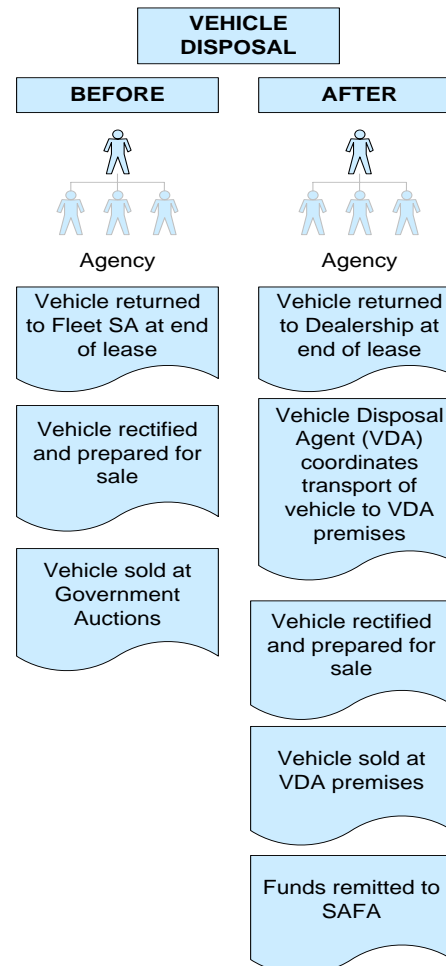 VEHICLE
DISPOSAL
BEFORE
Agency
Vehicle returned
to Fleet SA at end
of lease
Vehicle rectified
and prepared for
sale
Vehicle sold at
Government
Auctions
AFTER
Agency
Vehicle returned
to Dealership at
end of lease
Vehicle Disposal
Agent (VDA)
coordinates
transport of
vehicle to VDA
premises
Vehicle rectified
and prepared for
sale
Vehicle sold at
VDA premises
Funds remitted to
SAFA